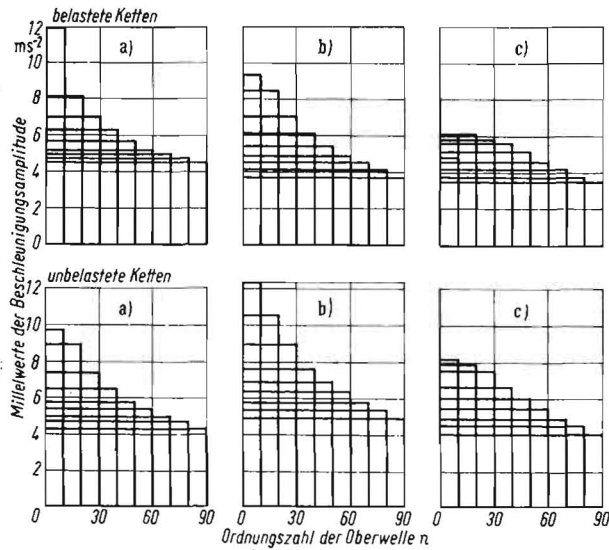 belastete Ketten
12
ms-2
10
8
6
4
2
0
a)
b)
c)
Mittelwerte der Beschleunigungsamplitude
unbelastete Ketten
12
10
8
6
4
2
0
a)
b)
c)
0 30 60 90 0 30 60 90 0 30 60 90
Ordnungszahl der Oberwelle n